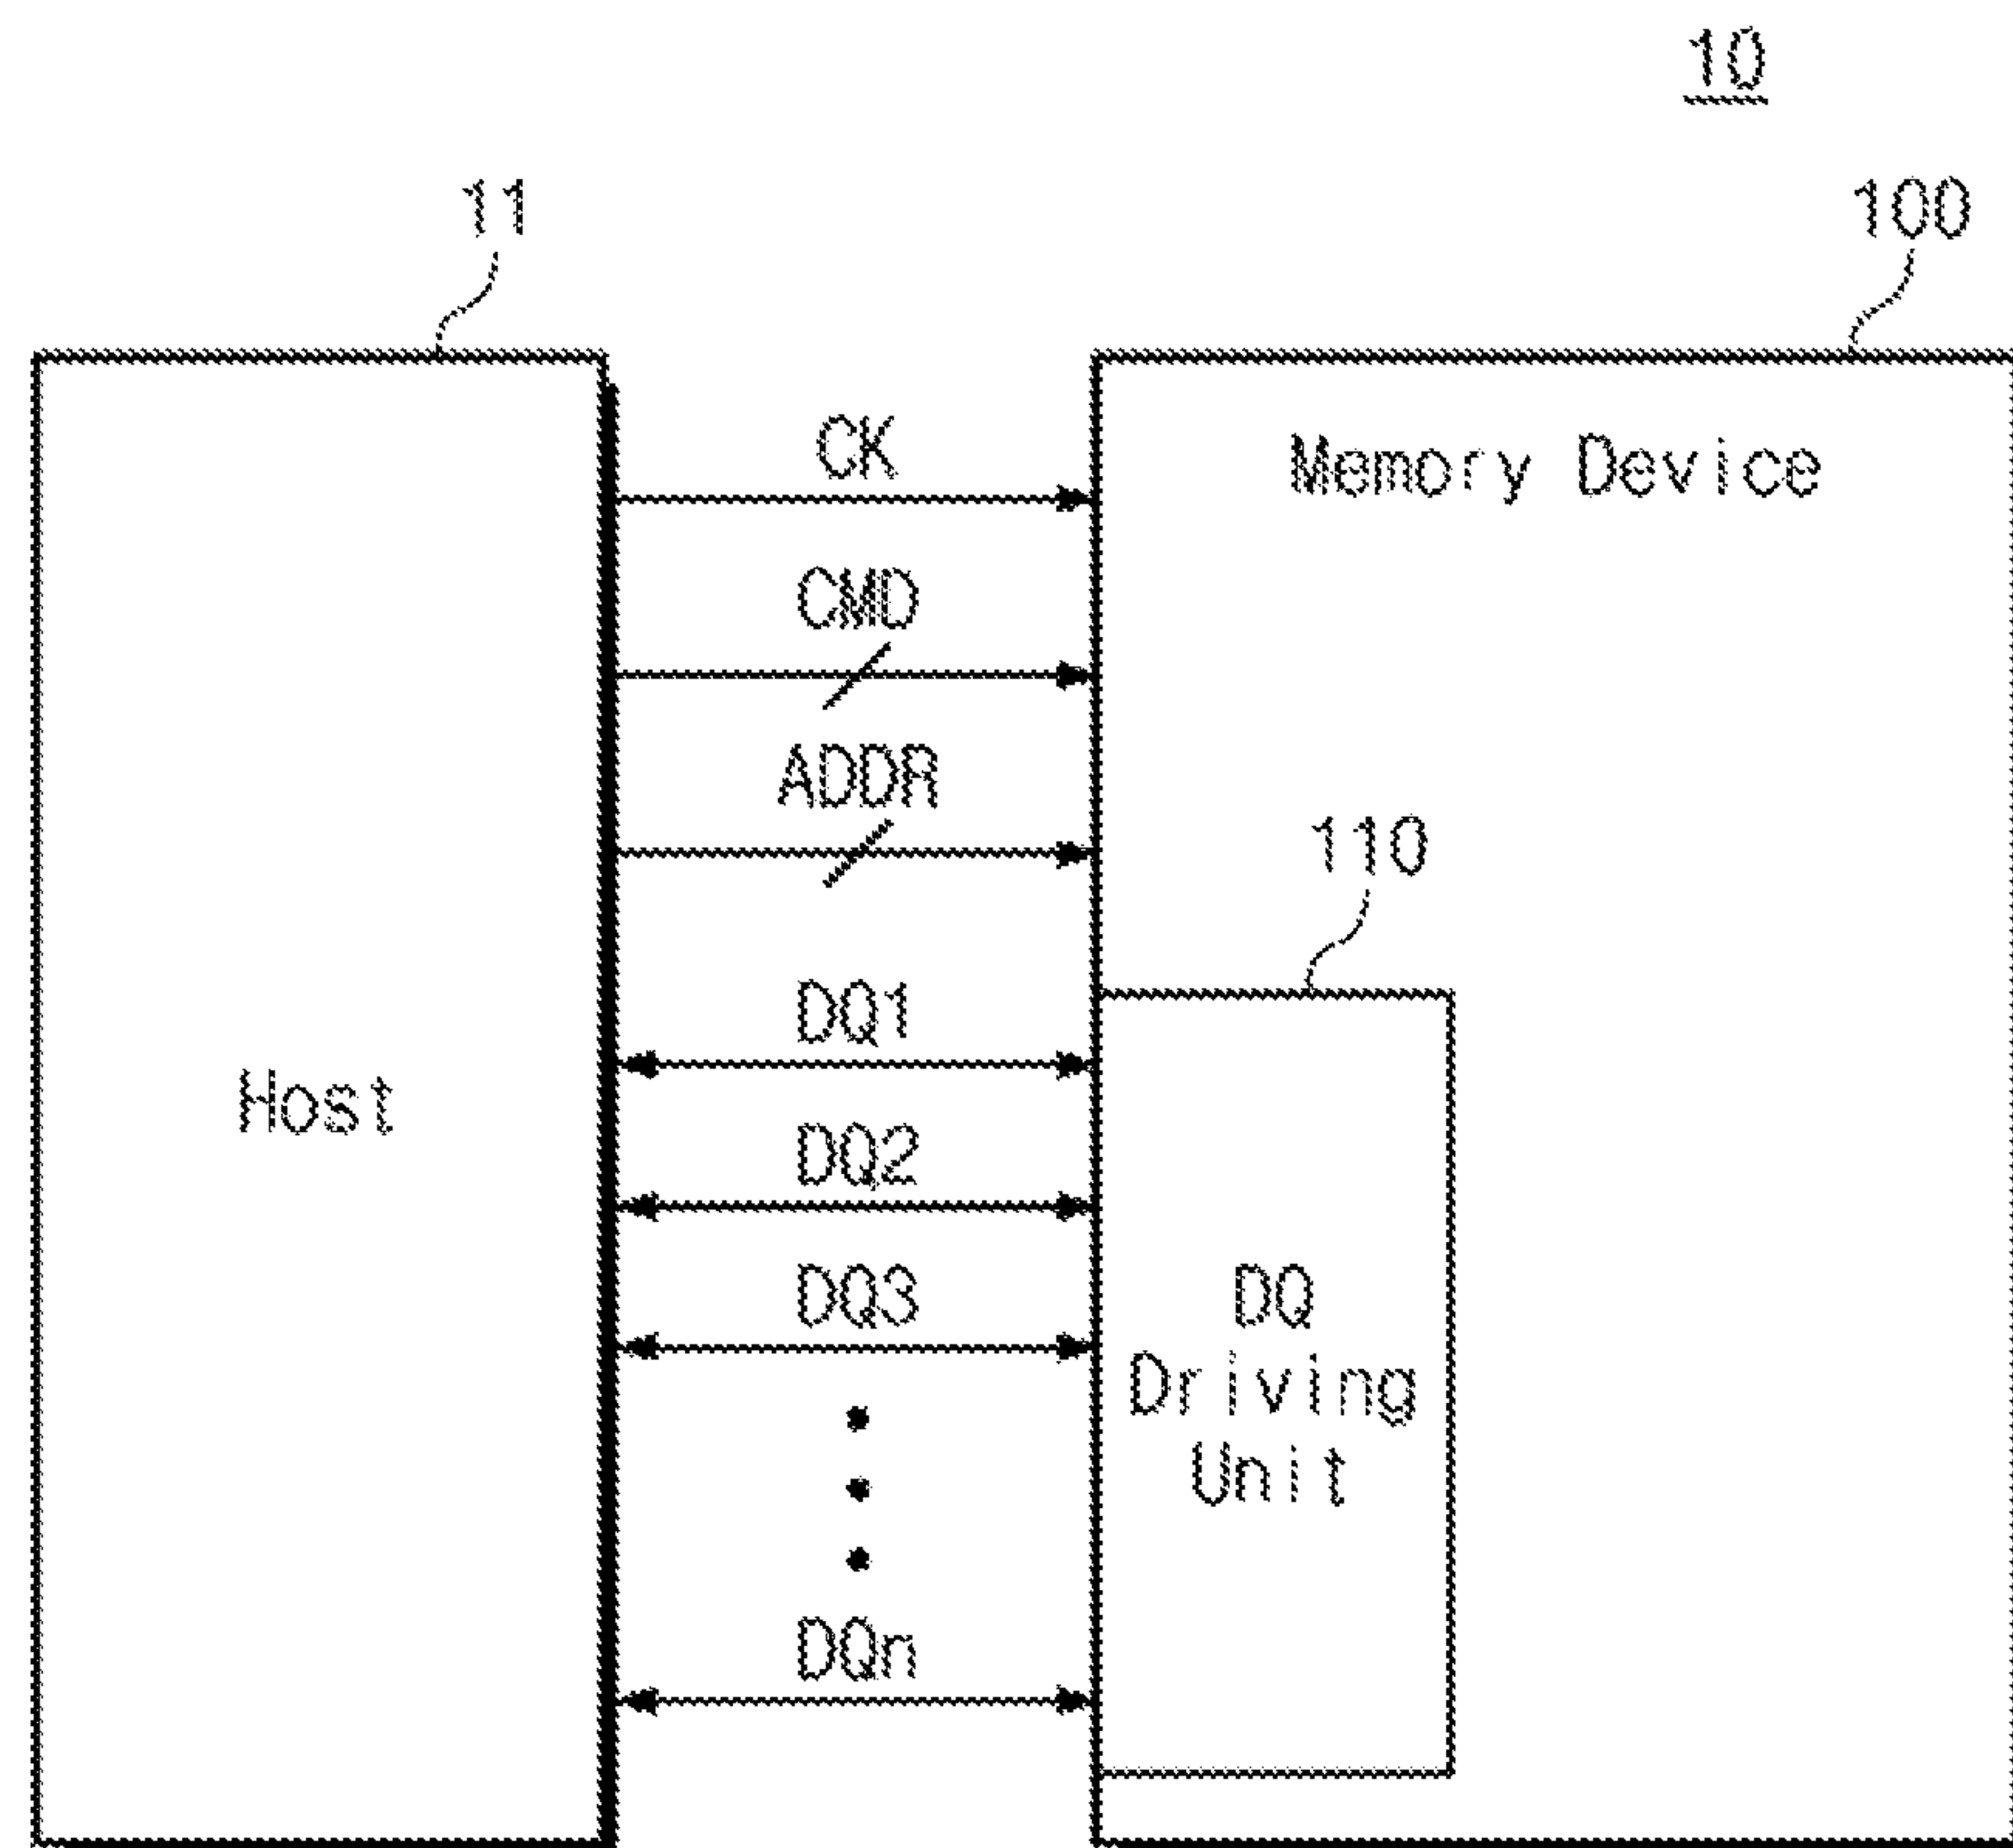 10
11
100
CK
Memory Device
CMD
ADDR
110
DQ1
Host
DQ2
DQ3
DQ
Driving
Unit
DQn